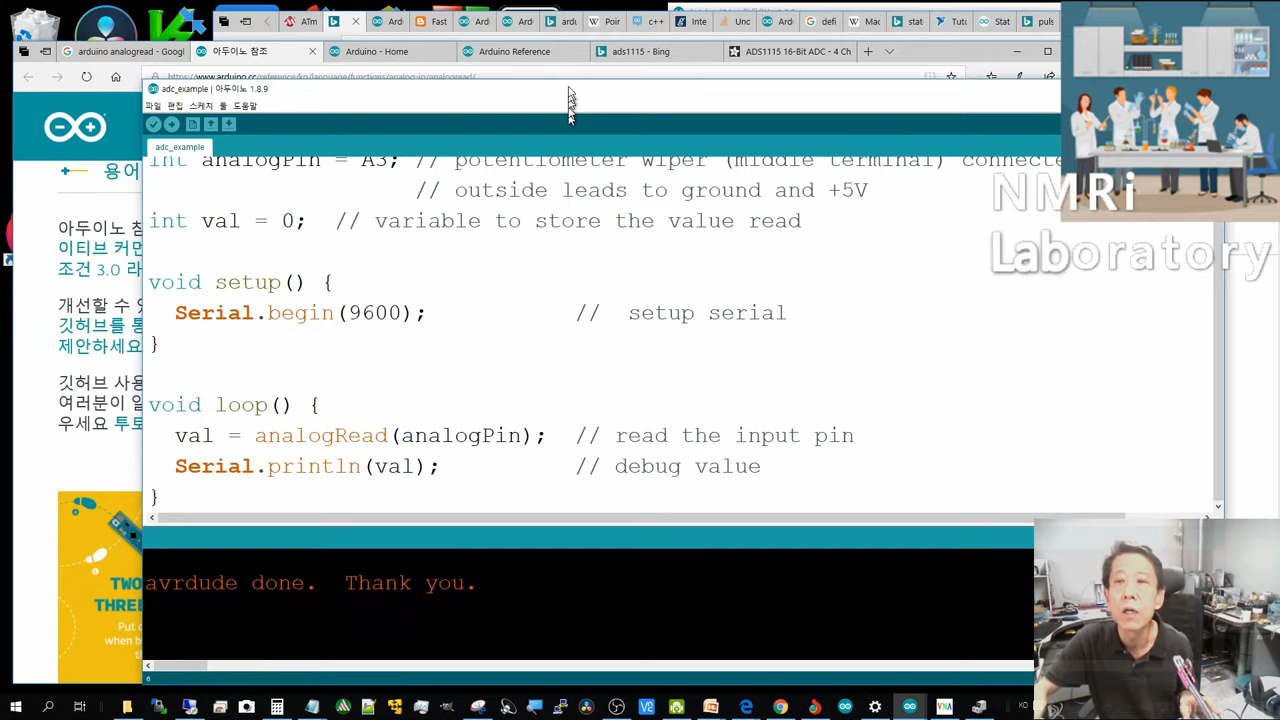 ATm
Ard
Fast
Ard
Ard
ardu
Poir
c++
Inte
Unc
Ard
defi
Mac
stat
Tut
Stat
puls
arduino analogread - Googl
아두이노 참조
Arduino - Home
Arduino Reference
ads1115 - Bing
ADS1115 16-Bit ADC - 4 Ch
https://www.arduino.cc/reference/ko/language/functions/analog-io/analogread/
adc_example | 아두이노 1.8.9
파일 편집 스케치 툴 도움말
adc_example
int analogPin = A3; // potentiometer wiper (middle terminal) connecte
// outside leads to ground and +5V
int val = 0;  // variable to store the value read
void setup() {
Serial.begin(9600);           //  setup serial
}
void loop() {
val = analogRead(analogPin);  // read the input pin
Serial.println(val);          // debug value
}
avrdude done.  Thank you.
6
용어
아두이노 참
이티브 커먼
조건 3.0 라
개선할 수 있
깃허브를 통
제안하세요
깃허브 사용
여러분이 일
우세요 투토
TWO
THREE
Put
when b
NMRi
Laboratory
VNA